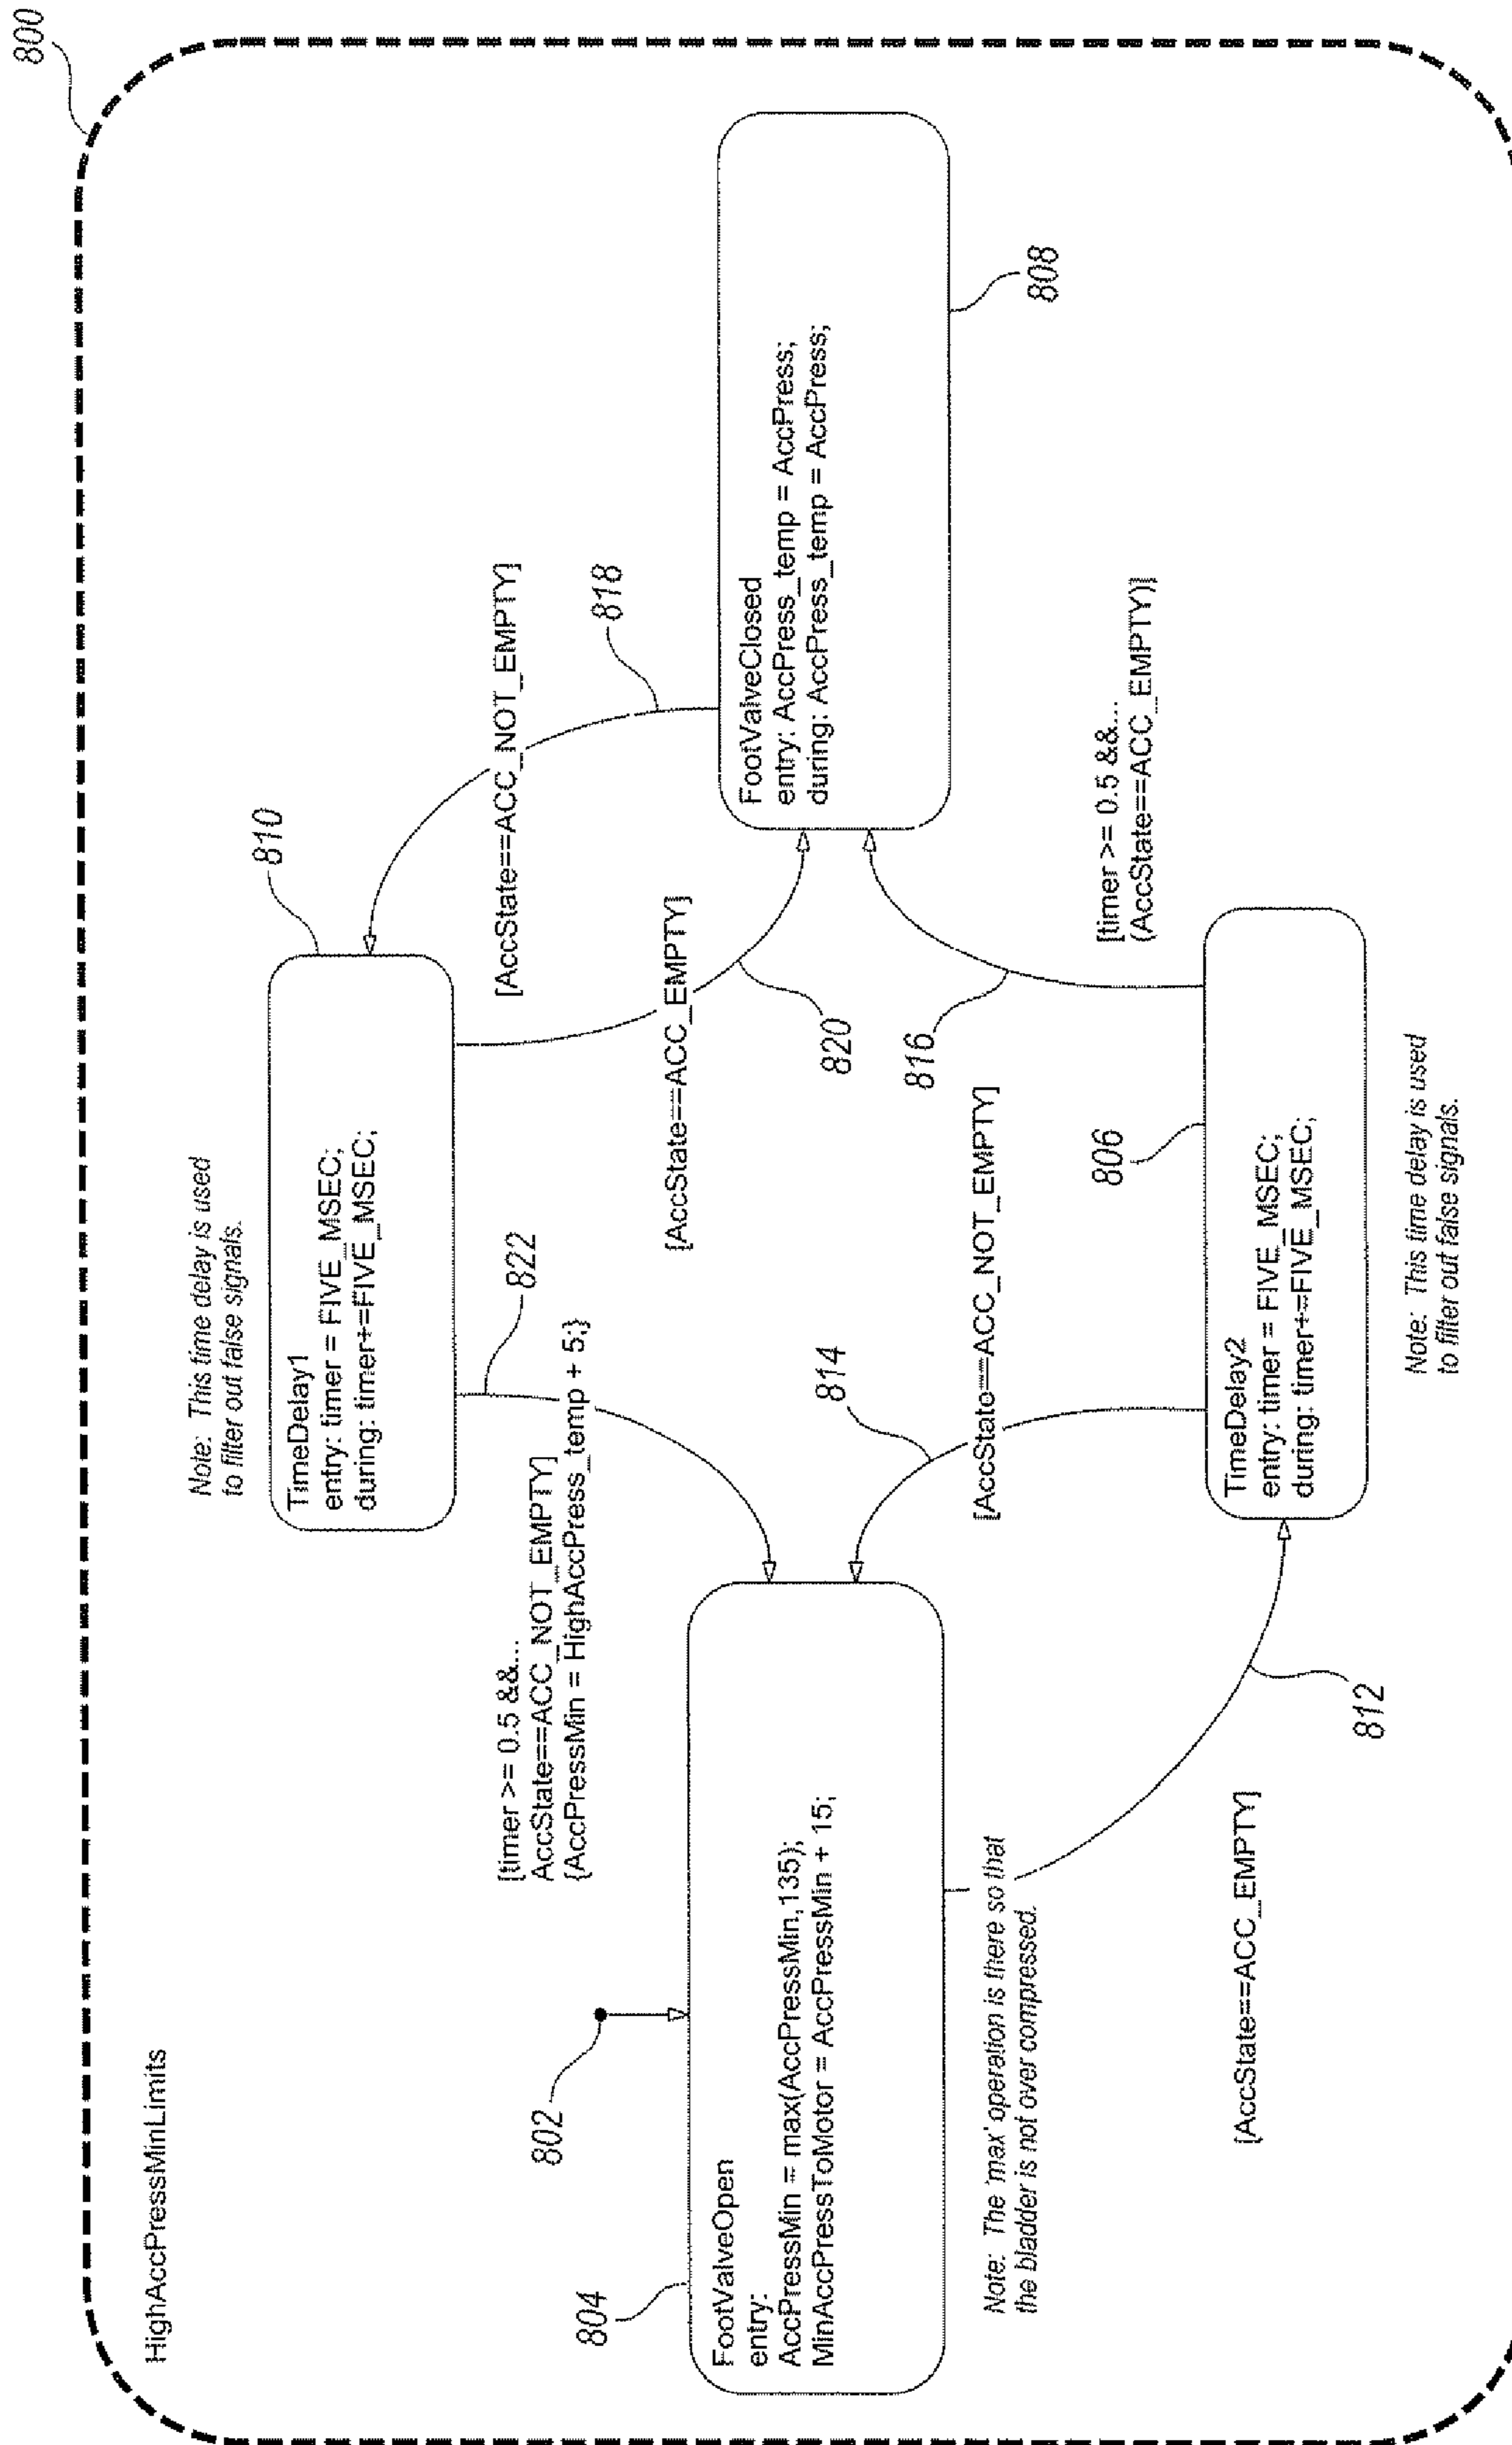 800
HighAccPressMinLimits
Note: This time delay is used
to filter out false signals.
810
TimeDelay1
entry: timer = FIVE_MSEC;
during: timer+=FIVE_MSEC;
[timer >= 0.5 &&...
AccState==ACC_NOT_EMPTY]
{AccPressMin = HighAccPress_temp + 5;}
822
[AccState==ACC_NOT_EMPTY]
818
[AccState==ACC_EMPTY]
820
802
804
FootValveOpen
entry:
AccPressMin = max(AccPressMin,135);
MinAccPressToMotor = AccPressMin + 15;
Note: The 'max' operation is there so that
the bladder is not over compressed.
FootValveClosed
entry: AccPress_temp = AccPress;
during: AccPress_temp = AccPress;
808
814
[AccState==ACC_NOT_EMPTY]
816
[timer >= 0.5 &&...
(AccState==ACC_EMPTY)]
806
TimeDelay2
entry: timer = FIVE_MSEC;
during: timer+=FIVE_MSEC;
Note: This time delay is used
to filter out false signals.
812
[AccState==ACC_EMPTY]